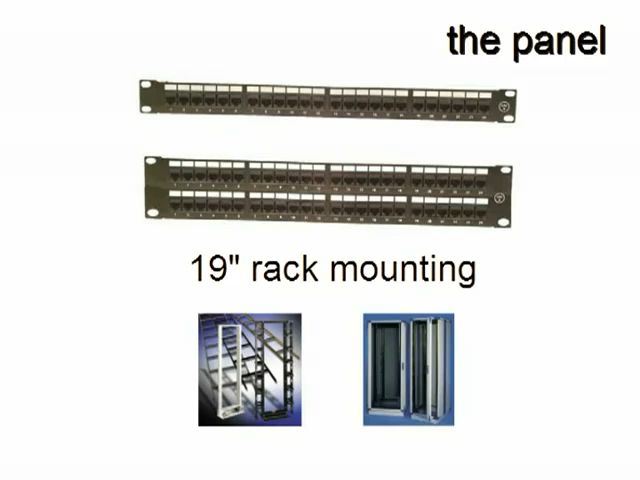 the panel
19" rack mounting